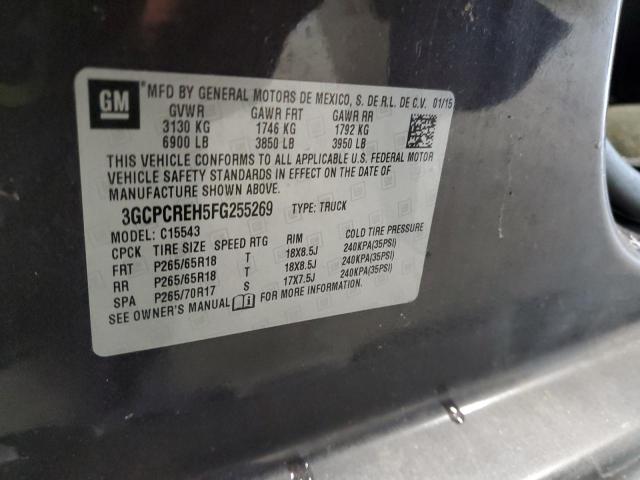 GM
MFD BY GENERAL MOTORS DE MEXICO, S. DE R.L. DE C.V. 01/15
GVWR GAWR FRT GAWR RR
3130 KG 1746 KG 1792 KG
6900 LB 3850 LB 3950 LB
THIS VEHICLE CONFORMS TO ALL APPLICABLE U.S. FEDERAL MOTOR
VEHICLE SAFETY STANDARDS IN EFFECT ON THE DATE OF
MANUFACTURE SHOWN ABOVE.
3GCPCREH5FG255269 TYPE: TRUCK
MODEL: C15543
CPCK TIRE SIZE SPEED RTG RIM COLD TIRE PRESSURE
FRT P265/65R18 T 18X8.5J 240KPA(35PSI)
RR P265/65R18 T 18X8.5J 240KPA(35PSI)
SPA P265/70R17 S 17X7.5J 240KPA(35PSI)
SEE OWNER'S MANUAL FOR MORE INFORMATION.